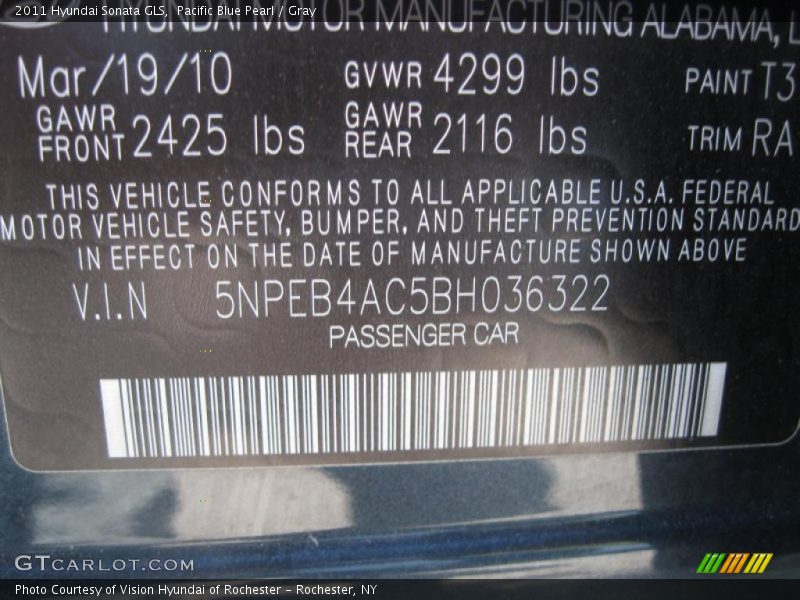 2011 Hyundai Sonata GLS, Pacific Blue Pearl / Gray
HYUNDAI MOTOR MANUFACTURING ALABAMA,
Mar/19/10 GVWR 4299 lbs PAINT T3
GAWR FRONT 2425 lbs GAWR REAR 2116 lbs TRIM RA
THIS VEHICLE CONFORMS TO ALL APPLICABLE U.S.A. FEDERAL
MOTOR VEHICLE SAFETY, BUMPER, AND THEFT PREVENTION STANDARD
IN EFFECT ON THE DATE OF MANUFACTURE SHOWN ABOVE
V.I.N 5NPEB4AC5BH036322
PASSENGER CAR
GTCARLOT.COM
Photo Courtesy of Vision Hyundai of Rochester – Rochester, NY